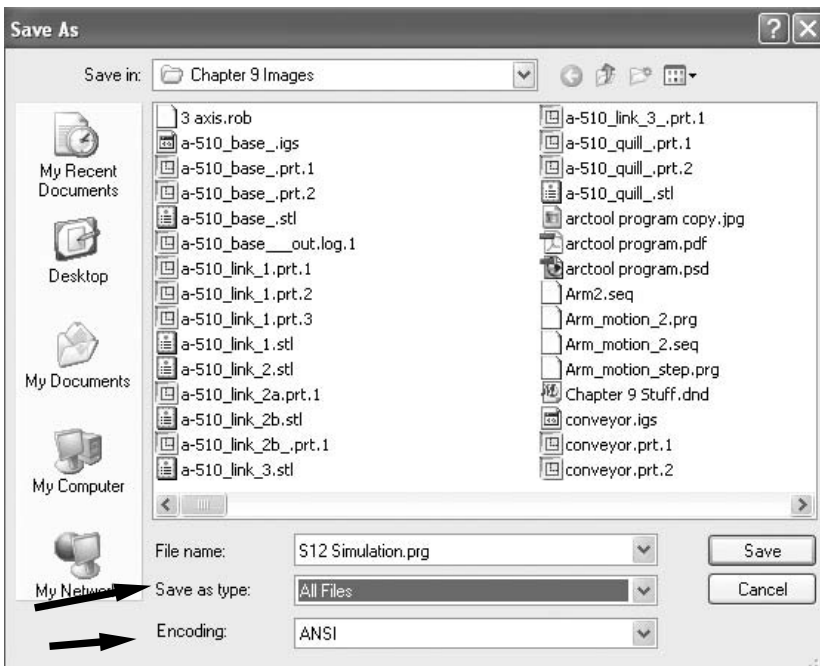 Save As
Save in:
Chapter 9 Images
My Recent
Documents
Desktop
My Documents
My Computer
My Network
3 axis.rob
a-510_base_.igs
a-510_base_.prt.1
a-510_base_.prt.2
a-510_base_.stl
a-510_base___out.log.1
a-510_link_1.prt.1
a-510_link_1.prt.2
a-510_link_1.prt.3
a-510_link_1.stl
a-510_link_2.stl
a-510_link_2a.prt.1
a-510_link_2b.stl
a-510_link_2b_.prt.1
a-510_link_3.stl
a-510_link_3_.prt.1
a-510_quill_.prt.1
a-510_quill_.prt.2
a-510_quill_.stl
arctool program copy.jpg
arctool program.pdf
arctool program.psd
Arm2.seq
Arm_motion_2.prg
Arm_motion_2.seq
Arm_motion_step.prg
Chapter 9 Stuff.dnd
conveyor.igs
conveyor.prt.1
conveyor.prt.2
File name:
S12 Simulation.prg
Save
Save as type:
All Files
Cancel
Encoding:
ANSI